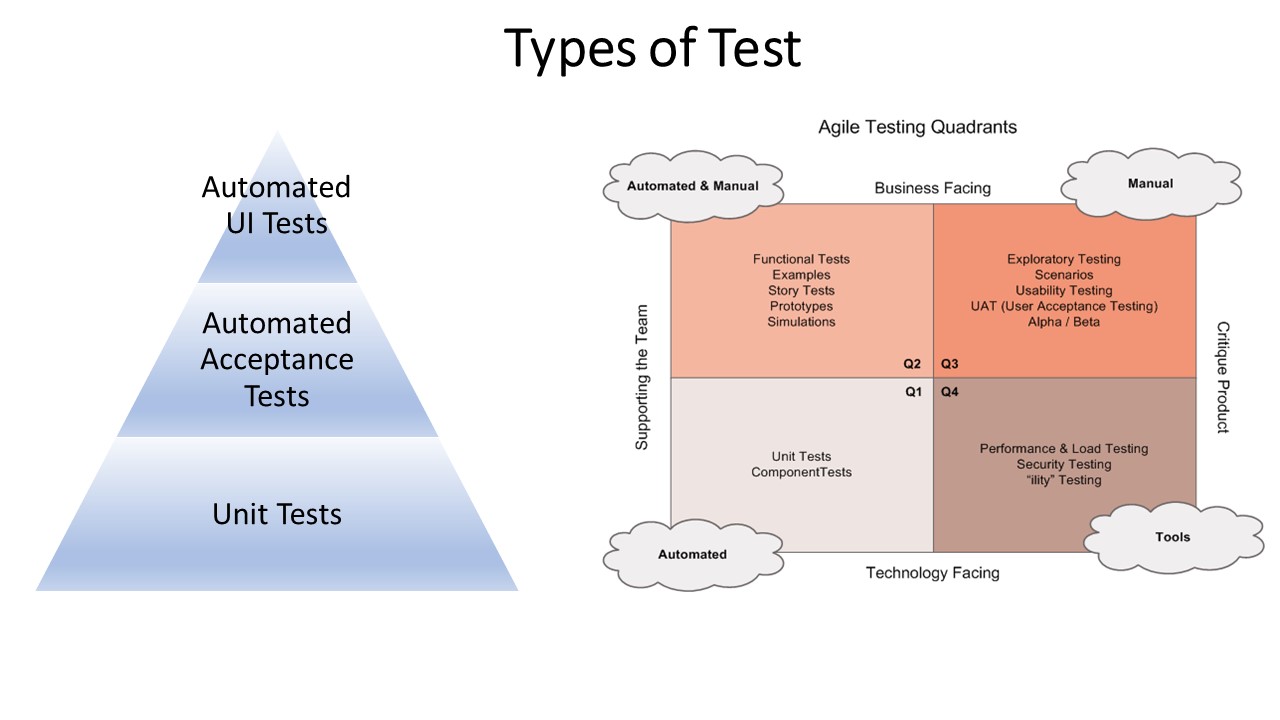 Types of Test
Automated
UI Tests
Automated
Acceptance
Tests
Unit Tests
Agile Testing Quadrants
Automated & Manual
Business Facing
Manual
Supporting the Team
Functional Tests
Examples
Story Tests
Prototypes
Simulations
Q2
Exploratory Testing
Scenarios
Usability Testing
UAT (User Acceptance Testing)
Alpha / Beta
Q3
Critique Product
Q1
Unit Tests
ComponentTests
Q4
Performance & Load Testing
Security Testing
“ility” Testing
Automated
Technology Facing
Tools